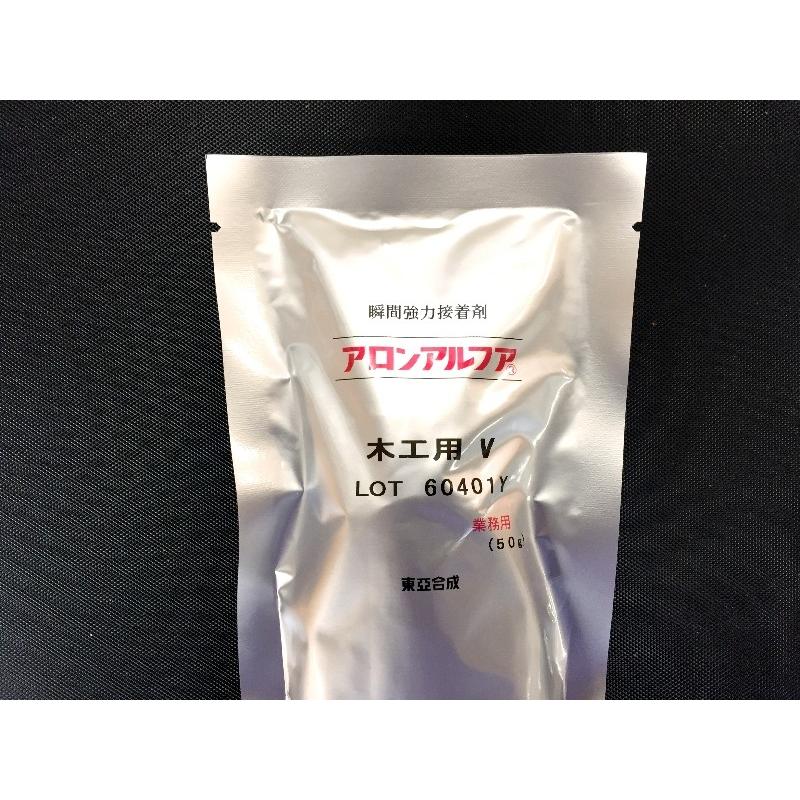 瞬間強力接着剤
アロンアルフア®
木工用 V
LOT 60401Y
業務用
(50g)
東亞合成